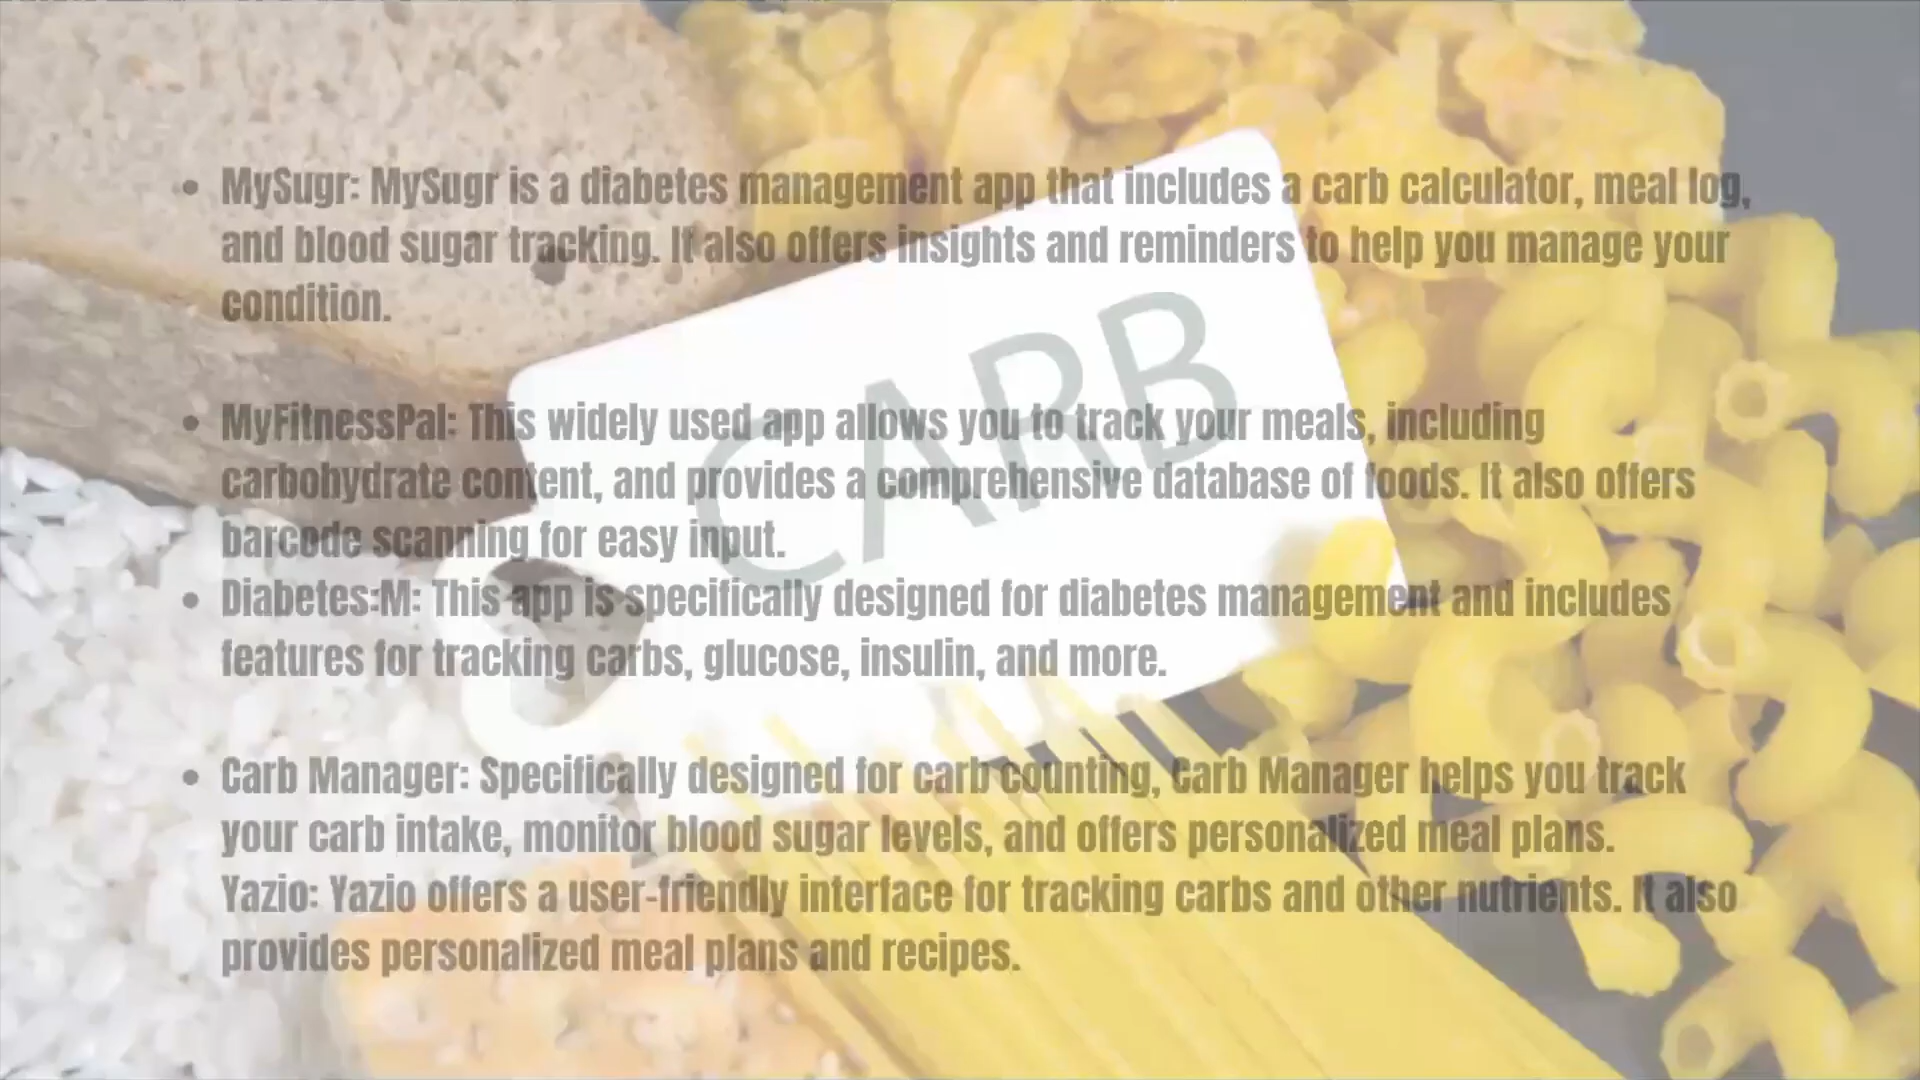 • MySugr: MySugr is a diabetes management app that includes a carb calculator, meal log,
and blood sugar tracking. It also offers insights and reminders to help you manage your
condition.
CARB
• MyFitnessPal: This widely used app allows you to track your meals, including
carbohydrate content, and provides a comprehensive database of foods. It also offers
barcode scanning for easy input.
• Diabetes:M: This app is specifically designed for diabetes management and includes
features for tracking carbs, glucose, insulin, and more.
• Carb Manager: Specifically designed for carb counting, Carb Manager helps you track
your carb intake, monitor blood sugar levels, and offers personalized meal plans.
Yazio: Yazio offers a user-friendly interface for tracking carbs and other nutrients. It also
provides personalized meal plans and recipes.